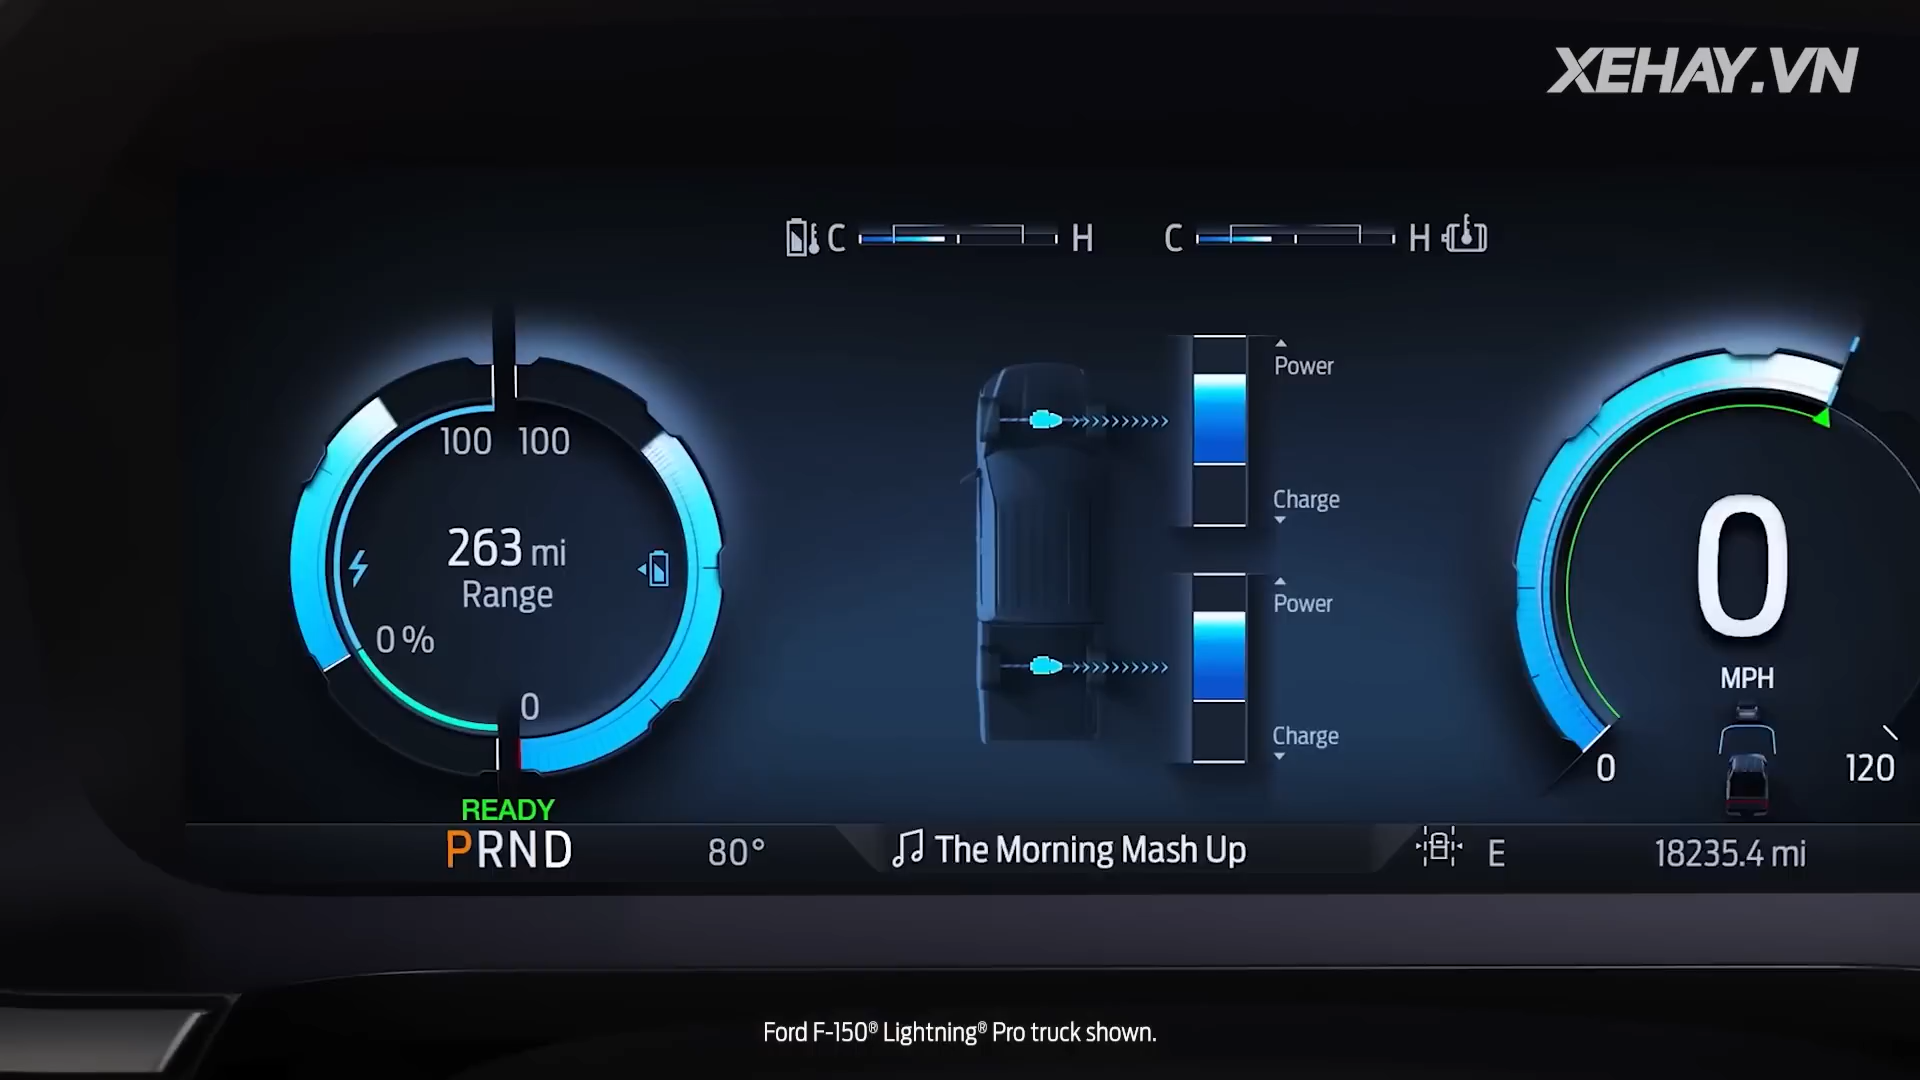 XEHAY.VN
C H
C H
100 100
263 mi
Range
0 %
0
Power
Charge
Power
Charge
0
MPH
0
120
READY
PRND
80°
The Morning Mash Up
E
18235.4 mi
Ford F-150® Lightning® Pro truck shown.